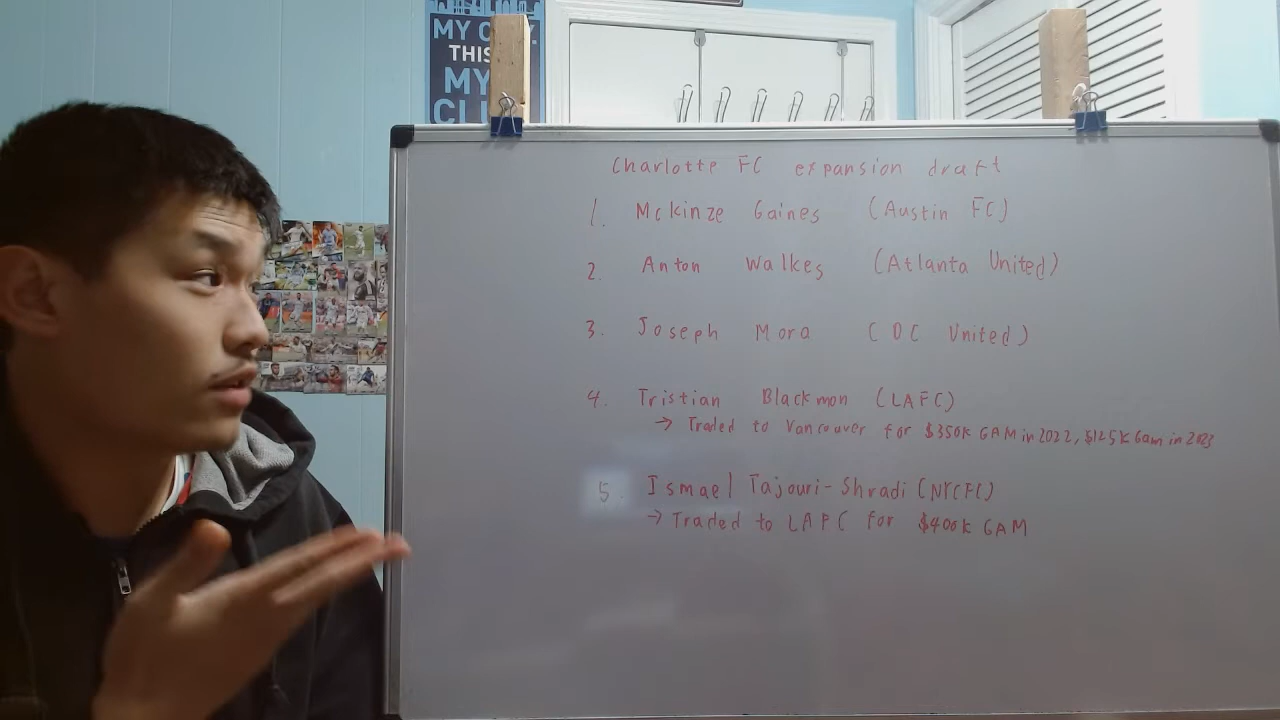 MY C
THIS
MY
CLU
Charlotte FC expansion draft
1. Mckinze Gaines (Austin FC)
2. Anton Walkes (Atlanta United)
3. Joseph Mora (DC United)
4. Tristian Blackmon (LAFC)
→ Traded to Vancouver for $350k GAM in 2022, $125k Gam in 2023
5. Ismael Tajouri-Shradi (NYCFC)
→ Traded to LAFC for $400k GAM